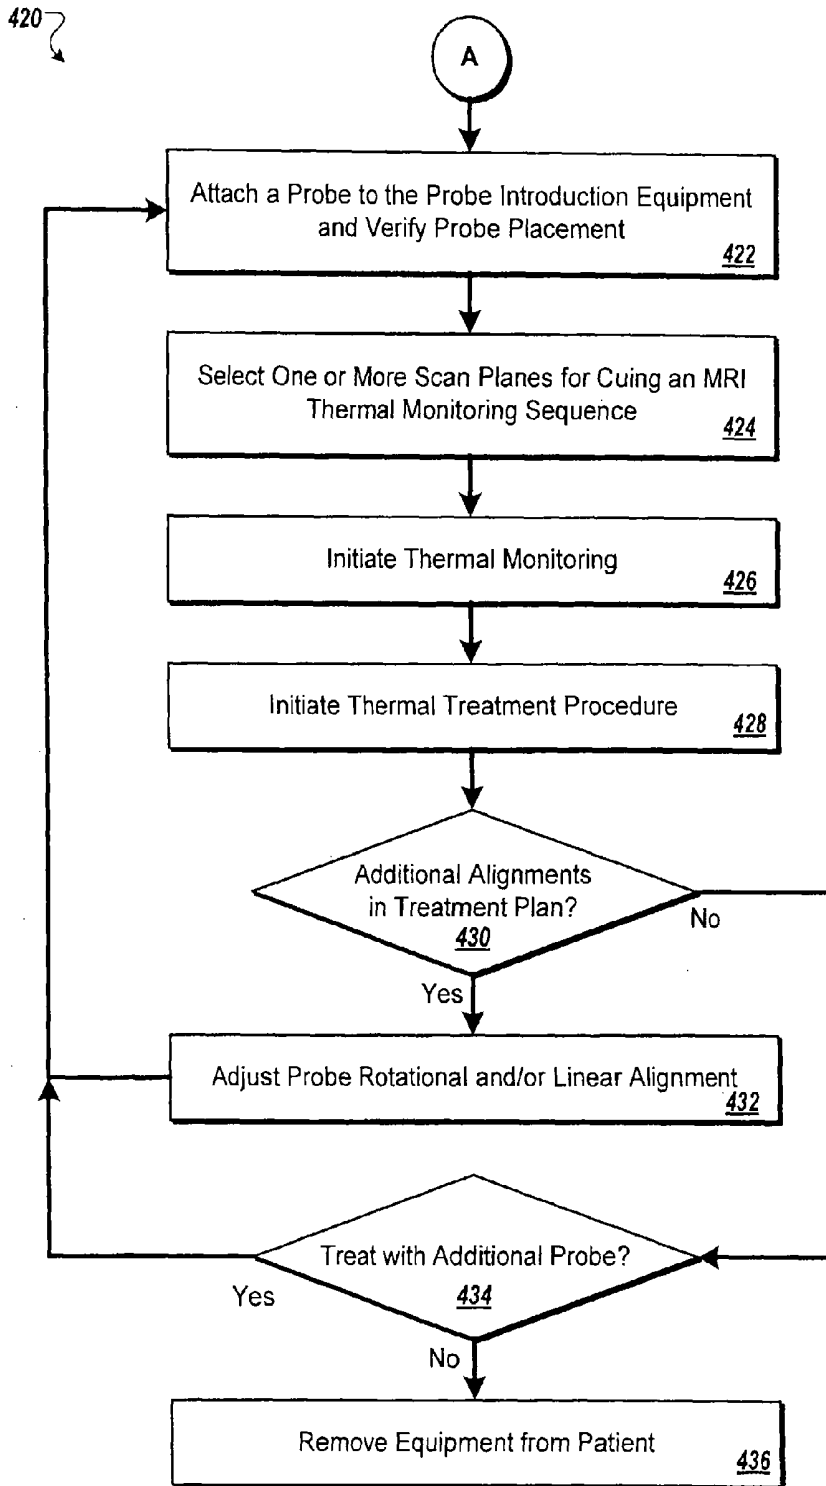 420
A
Attach a Probe to the Probe Introduction Equipment
and Verify Probe Placement
422
Select One or More Scan Planes for Cuing an MRI
Thermal Monitoring Sequence
424
Initiate Thermal Monitoring
426
Initiate Thermal Treatment Procedure
428
Additional Alignments
in Treatment Plan?
430
No
Yes
Adjust Probe Rotational and/or Linear Alignment
432
Treat with Additional Probe?
434
Yes
No
Remove Equipment from Patient
436